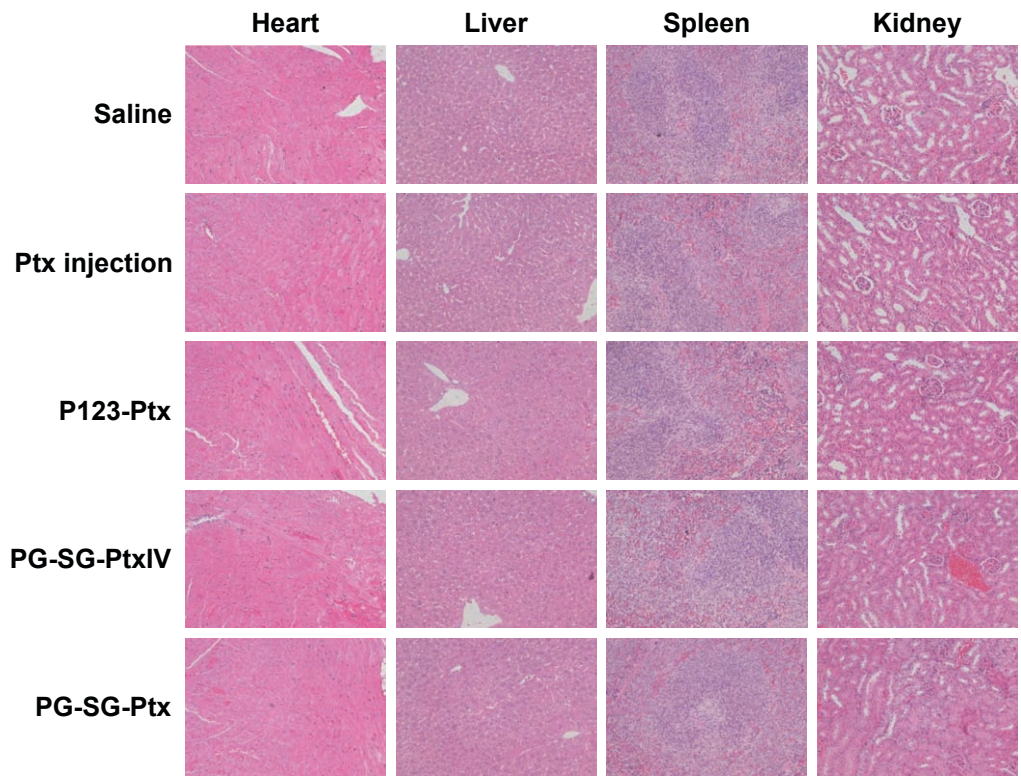 Heart Liver Spleen Kidney
Saline
Ptx injection
P123-Ptx
PG-SG-PtxIV
PG-SG-Ptx